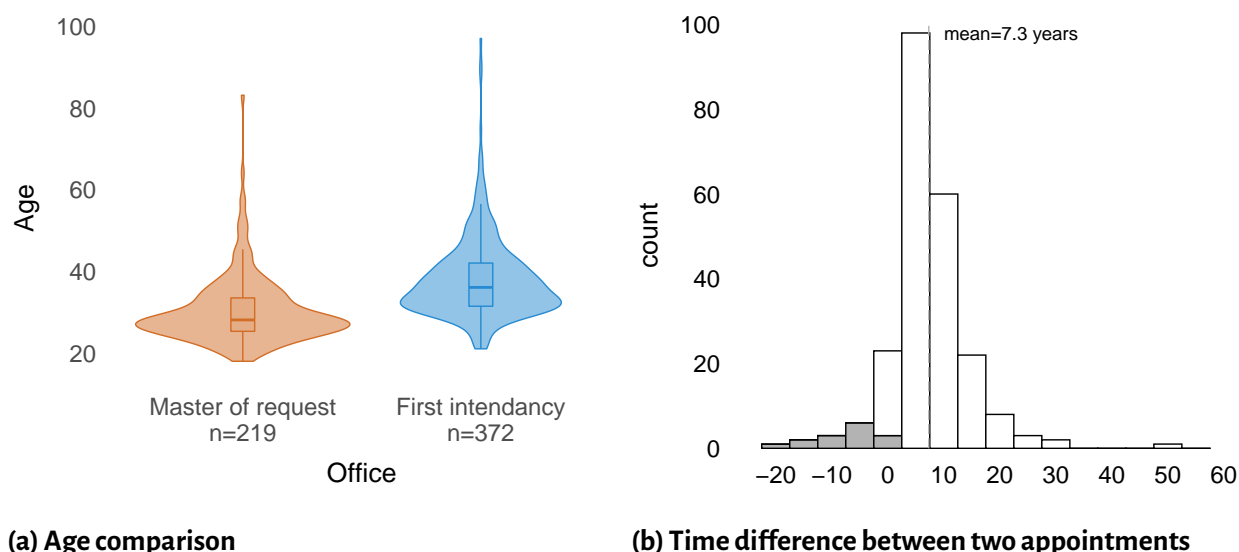 100
80
60
40
20
Age
Master of request
n=219
First intendancy
n=372
Office
(a) Age comparison
100
80
60
40
20
0
count
mean=7.3 years
−20 −10 0 10 20 30 40 50 60
(b) Time difference between two appointments